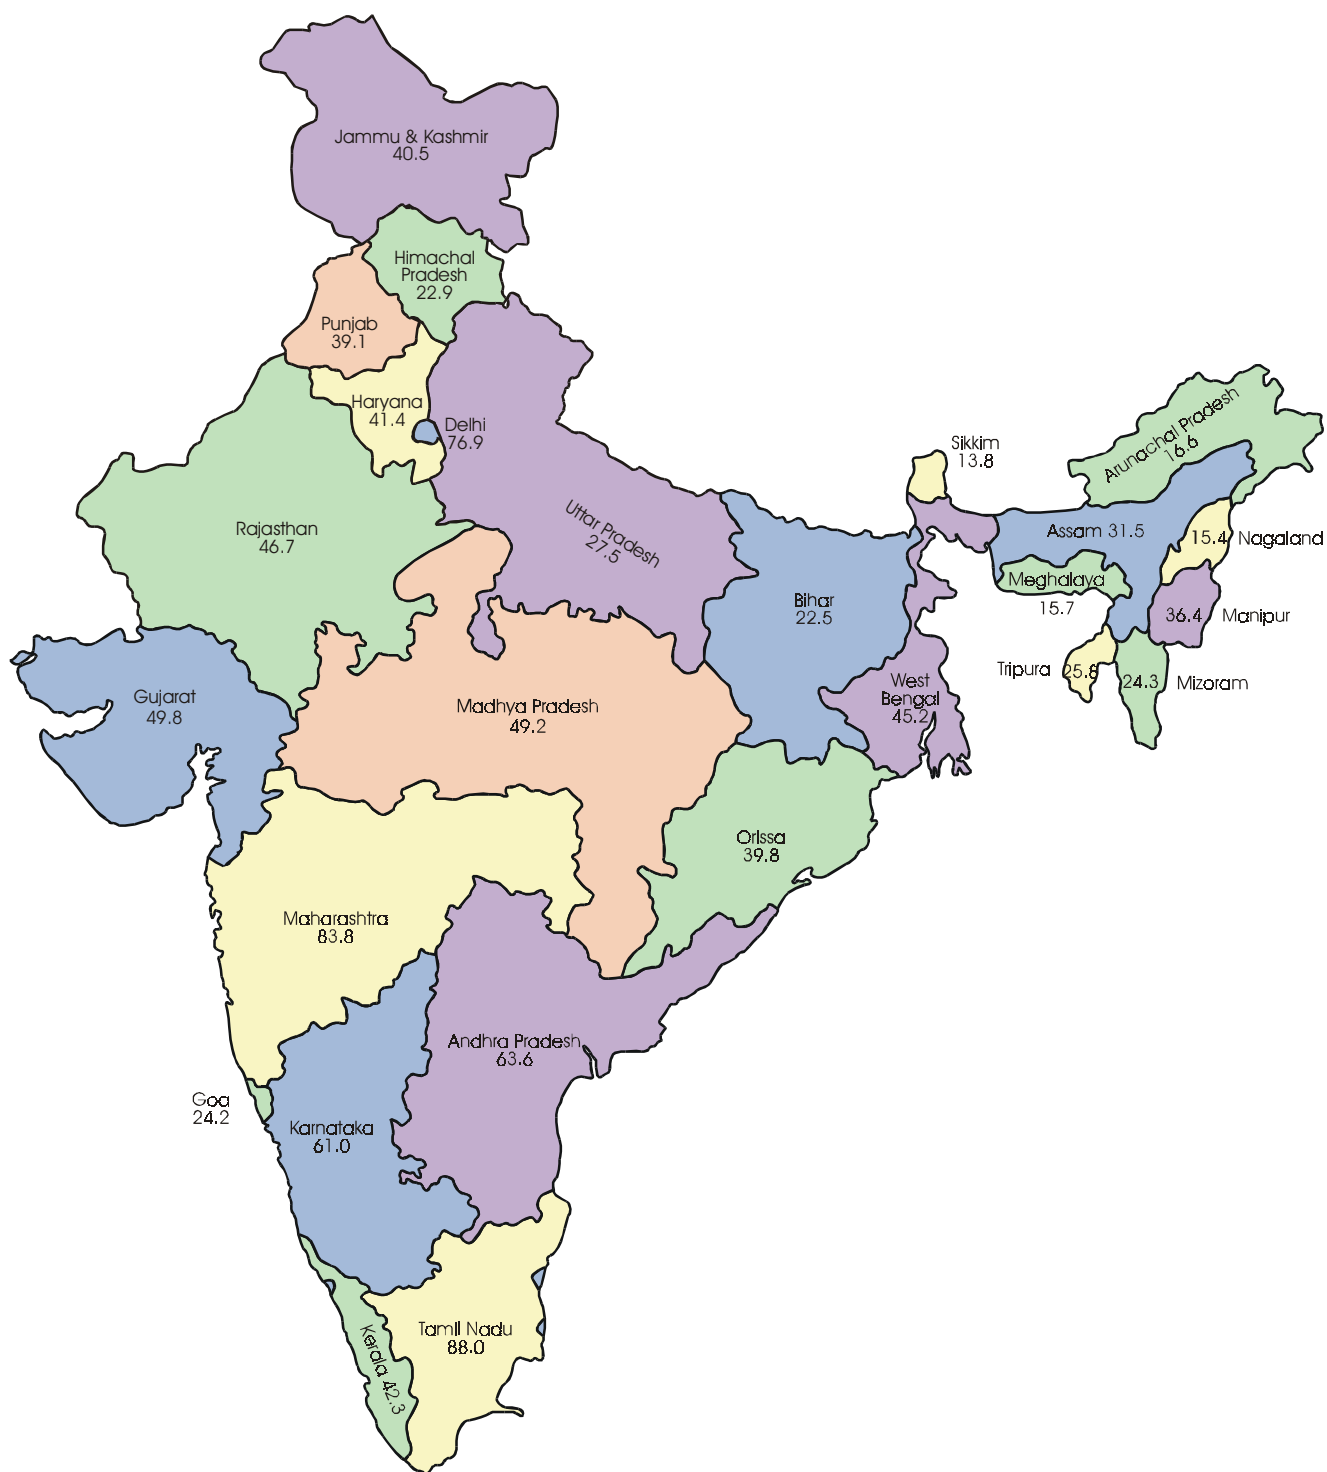 Jammu & Kashmir
40.5
Himachal
Pradesh
22.9
Punjab
39.1
Haryana
41.4
Delhi
76.9
Sikkim
13.8
Arunachal Pradesh
16.6
Rajasthan
46.7
Uttar Pradesh
27.5
Assam 31.5
15.4 Nagaland
Meghalaya
15.7
Bihar
22.5
36.4 Manipur
Tripura 25.8
24.3 Mizoram
Gujarat
49.8
Madhya Pradesh
49.2
West
Bengal
45.2
Orissa
39.8
Maharashtra
83.8
Andhra Pradesh
63.6
Goa
24.2
Karnataka
61.0
Tamil Nadu
88.0
Kerala 42.3